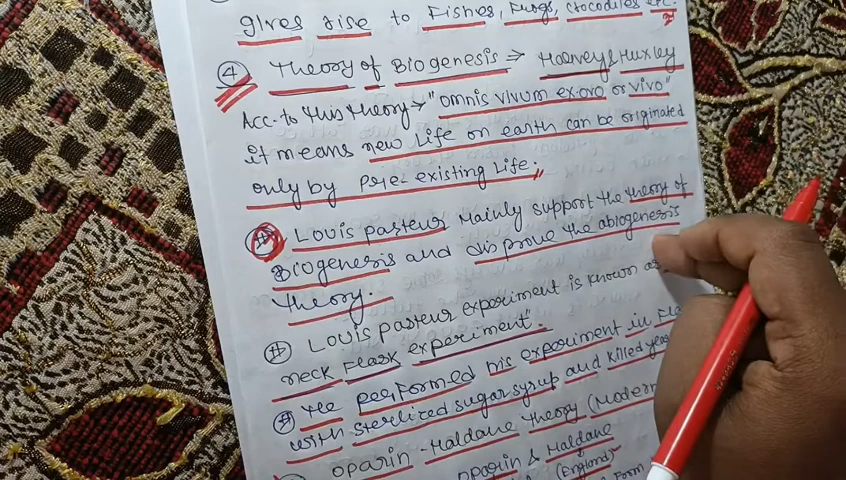 gives rise to Fishes, Frogs, Crocodiles etc.
④ Theory of Biogenesis ⇒ Harvey & Huxley
Acc. to this theory → "omnis vivum ex-ovo or vivo"
it means new life on earth can be originated
only by Pre-existing Life.
# Louis pasteur Mainly support the theory of
Biogenesis and disprove the abiogenesis
theory.
# Louis pasteur experiment is known as
neck Flask experiment".
# He performed his experiment in
with sterilized sugar syrup and killed
Oparin-Haldane theory (Modern
Oparin & Haldane
(England)
Form